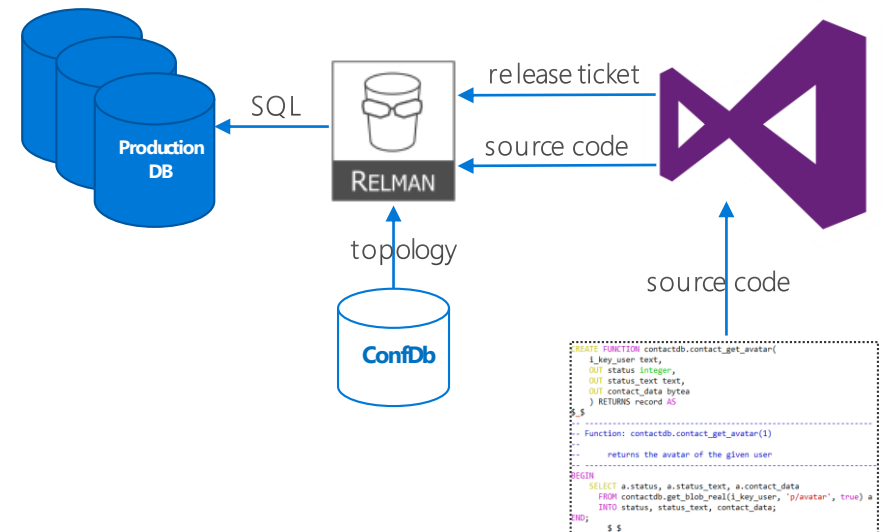 release ticket
SQL
source code
Production
DB
RELMAN
topology
source code
ConfDb
CREATE FUNCTION contactdb.contact_get_avatar(
i_key_user text,
OUT status integer,
OUT status_text text,
OUT contact_data bytea
) RETURNS record AS
$_$
-- ----------------------------------------------------------------
-- Function: contactdb.contact_get_avatar(1)
--
-- returns the avatar of the given user
-- ----------------------------------------------------------------
BEGIN
SELECT a.status, a.status_text, a.contact_data
FROM contactdb.get_blob_real(i_key_user, 'p/avatar', true) a
INTO status, status_text, contact_data;
END;
$_$